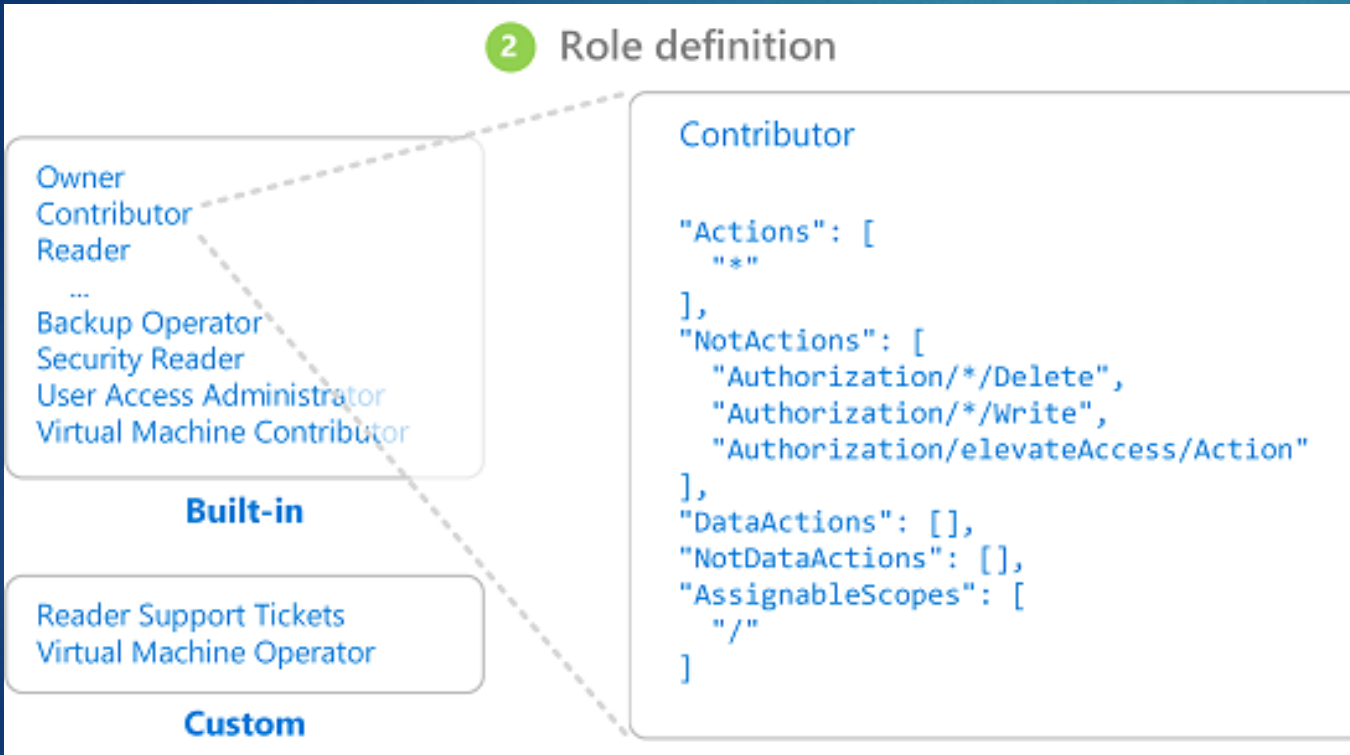 2 Role definition
Owner
Contributor
Reader
...
Backup Operator
Security Reader
User Access Administrator
Virtual Machine Contributor
Built-in
Reader Support Tickets
Virtual Machine Operator
Custom
Contributor
"Actions": [
"*"
],
"NotActions": [
"Authorization/*/Delete",
"Authorization/*/Write",
"Authorization/elevateAccess/Action"
],
"DataActions": [],
"NotDataActions": [],
"AssignableScopes": [
"/"
]